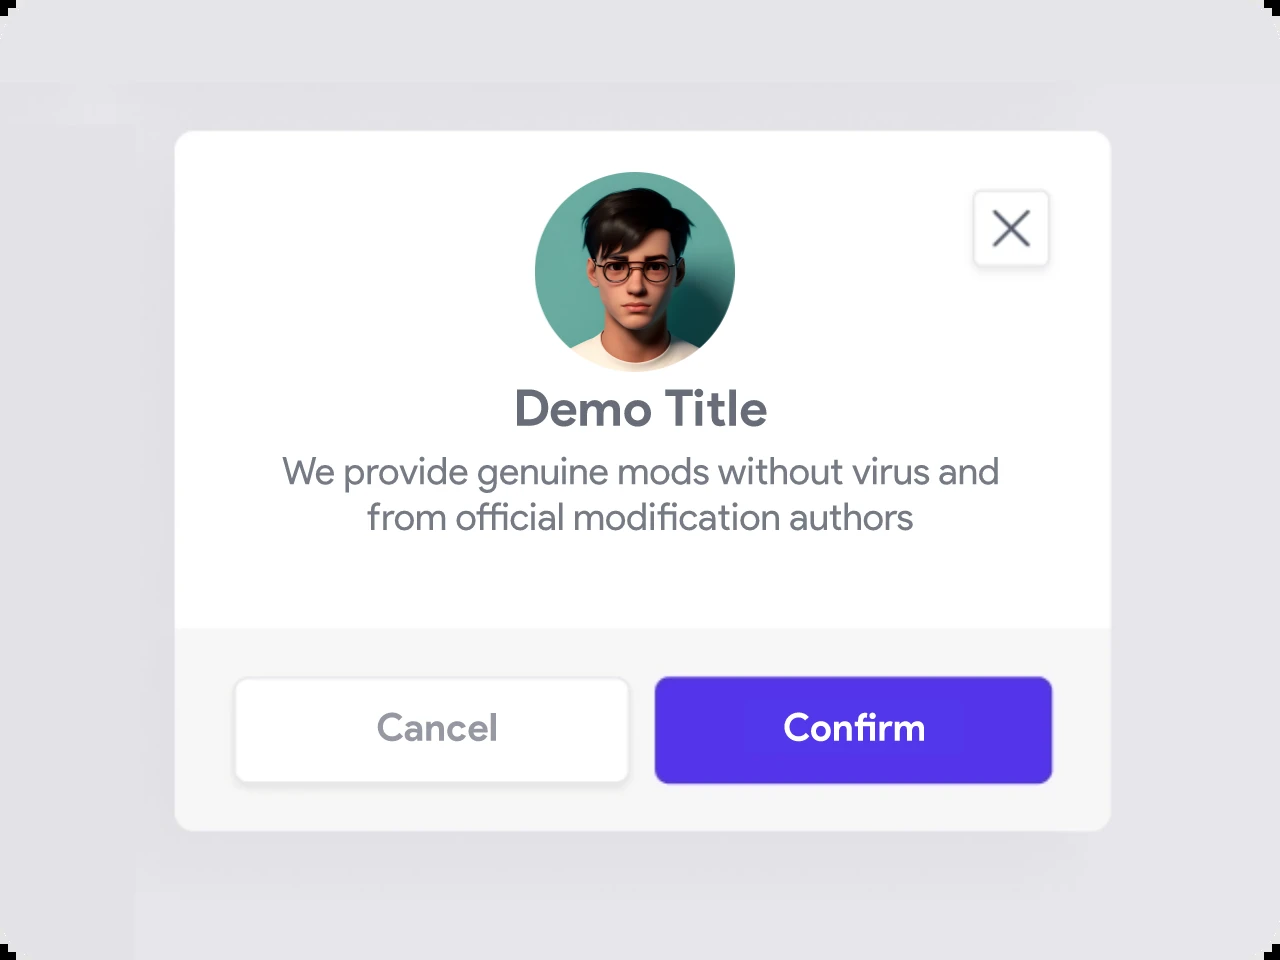 Demo Title
We provide genuine mods without virus and
from official modification authors
Cancel
Confirm